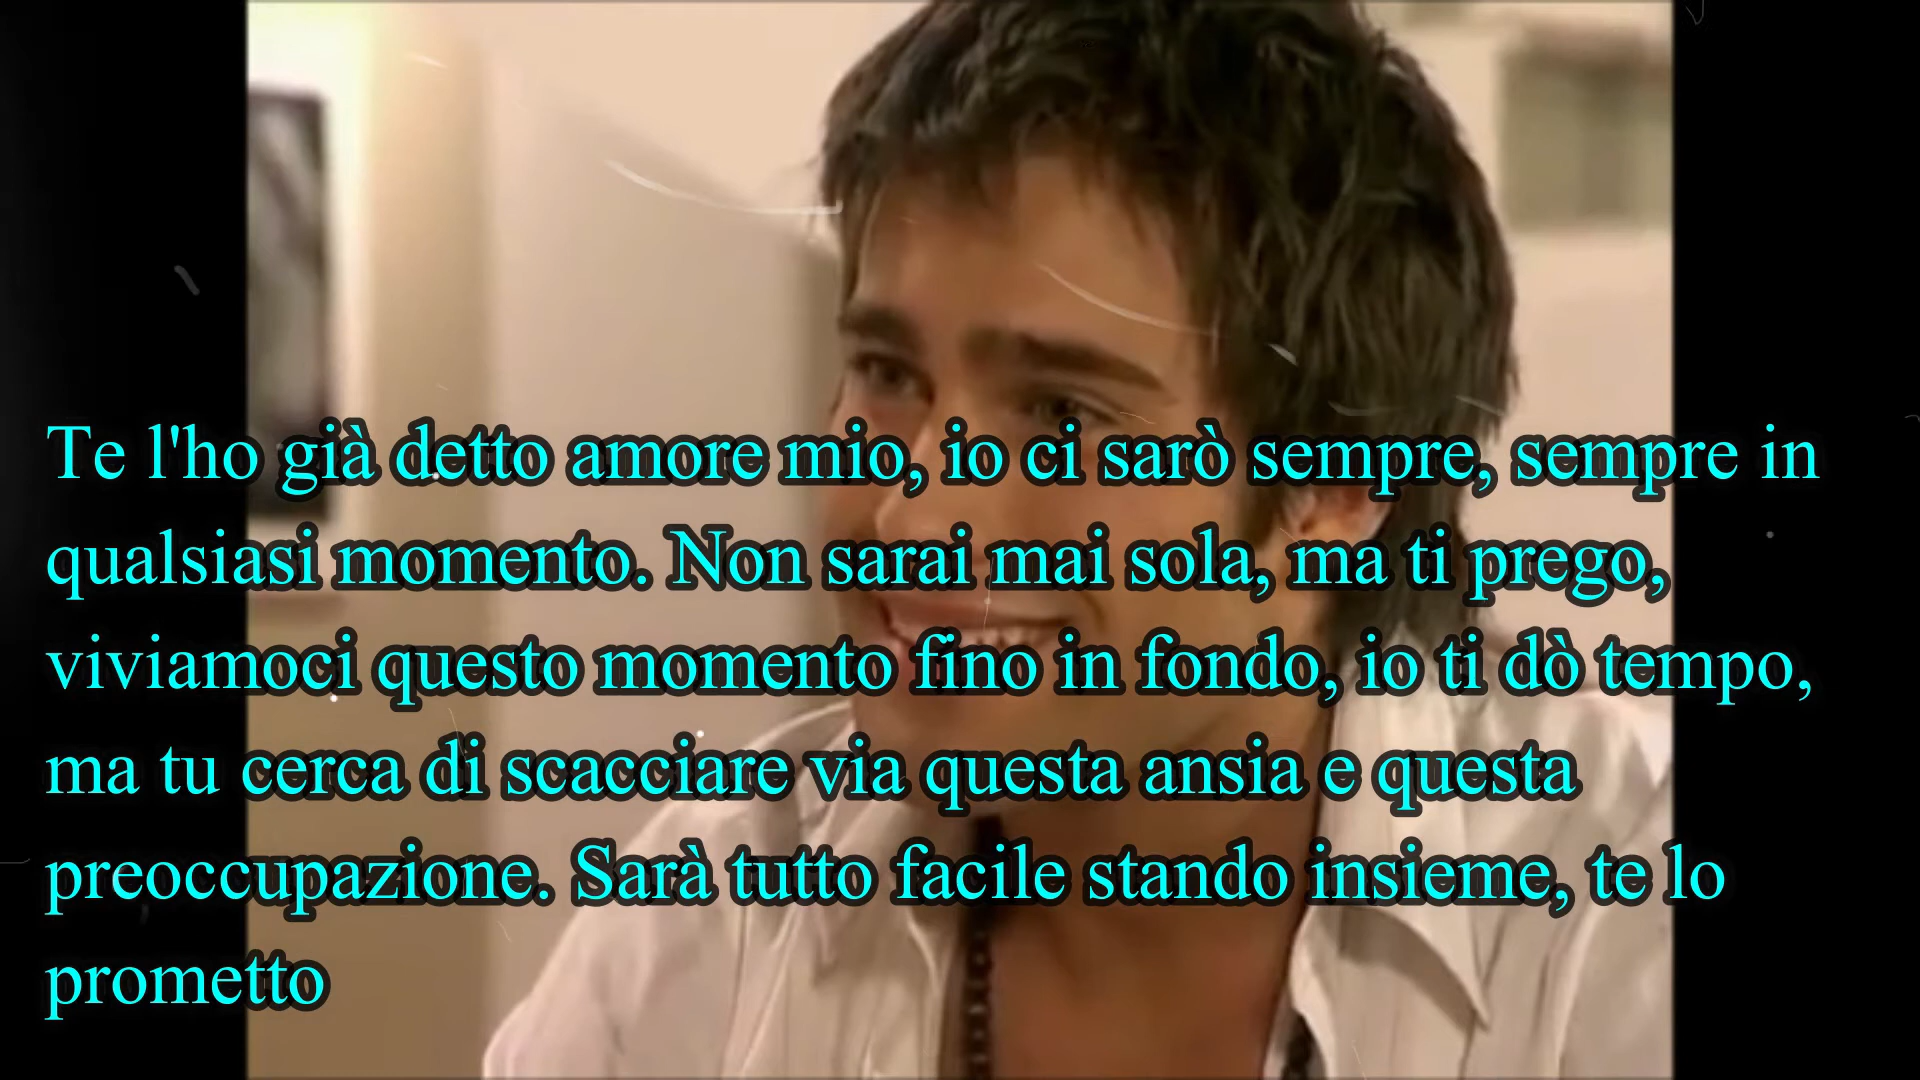 Te l'ho già detto amore mio, io ci sarò sempre, sempre in
qualsiasi momento. Non sarai mai sola, ma ti prego,
viviamoci questo momento fino in fondo, io ti dò tempo,
ma tu cerca di scacciare via questa ansia e questa
preoccupazione. Sarà tutto facile stando insieme, te lo
prometto